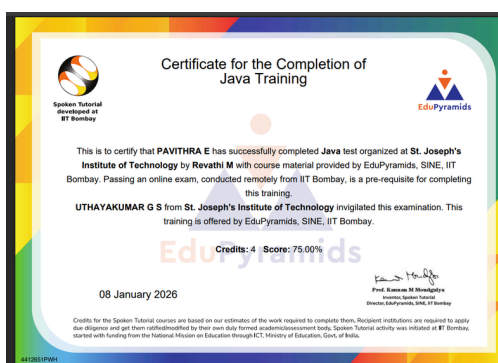 Certificate for the Completion of
Java Training
Spoken Tutorial
developed at
IIT Bombay
EduPyramids
This is to certify that PAVITHRA E has successfully completed Java test organized at St. Joseph's
Institute of Technology by Revathi M with course material provided by EduPyramids, SINE, IIT
Bombay. Passing an online exam, conducted remotely from IIT Bombay, is a pre-requisite for completing
this training.
UTHAYAKUMAR G S from St. Joseph's Institute of Technology invigilated this examination. This
training is offered by EduPyramids, SINE, IIT Bombay.
EduPyramids
Credits: 4 Score: 75.00%
08 January 2026
Prof. Kannan M Moudgalya
Inventor, Spoken Tutorial
Director, EduPyramids, SINE, IIT Bombay
Credits for the Spoken Tutorial courses are based on our estimates of the work required to complete them. Recipient institutions are required to apply
due diligence and get them ratified/modified by their own duly formed academic/assessment body. Spoken Tutorial activity was initiated at IIT Bombay,
started with funding from the National Mission on Education through ICT, Ministry of Education, Govt. of India.
4412651PWH